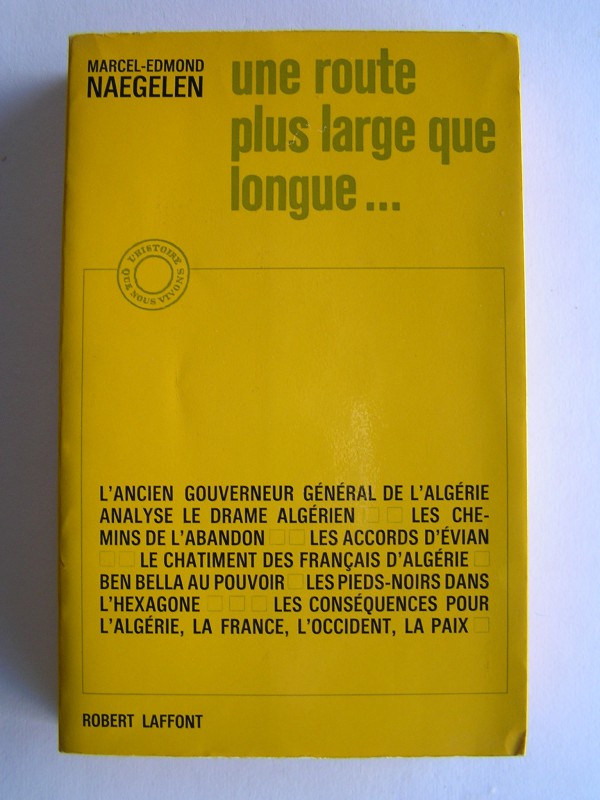 MARCEL-EDMOND
NAEGELEN
une route
plus large que
longue...
L'HISTOIRE
QUE NOUS VIVONS
L'ANCIEN GOUVERNEUR GÉNÉRAL DE L'ALGÉRIE
ANALYSE LE DRAME ALGÉRIEN □ □ LES CHE-
MINS DE L'ABANDON □ □ LES ACCORDS D'ÉVIAN
□ □ LE CHATIMENT DES FRANÇAIS D'ALGÉRIE □
BEN BELLA AU POUVOIR □ LES PIEDS-NOIRS DANS
L'HEXAGONE □ □ □ LES CONSÉQUENCES POUR
L'ALGÉRIE, LA FRANCE, L'OCCIDENT, LA PAIX □
ROBERT LAFFONT